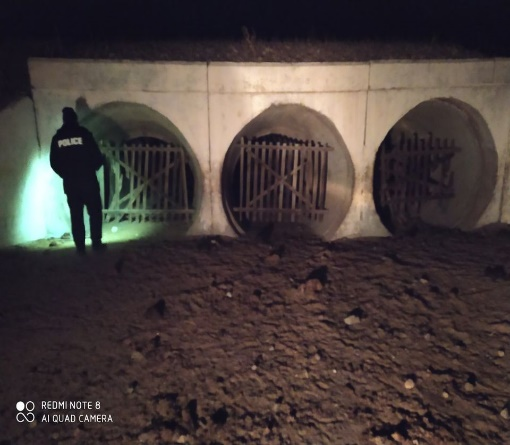 POLICE
REDMI NOTE 8
AI QUAD CAMERA